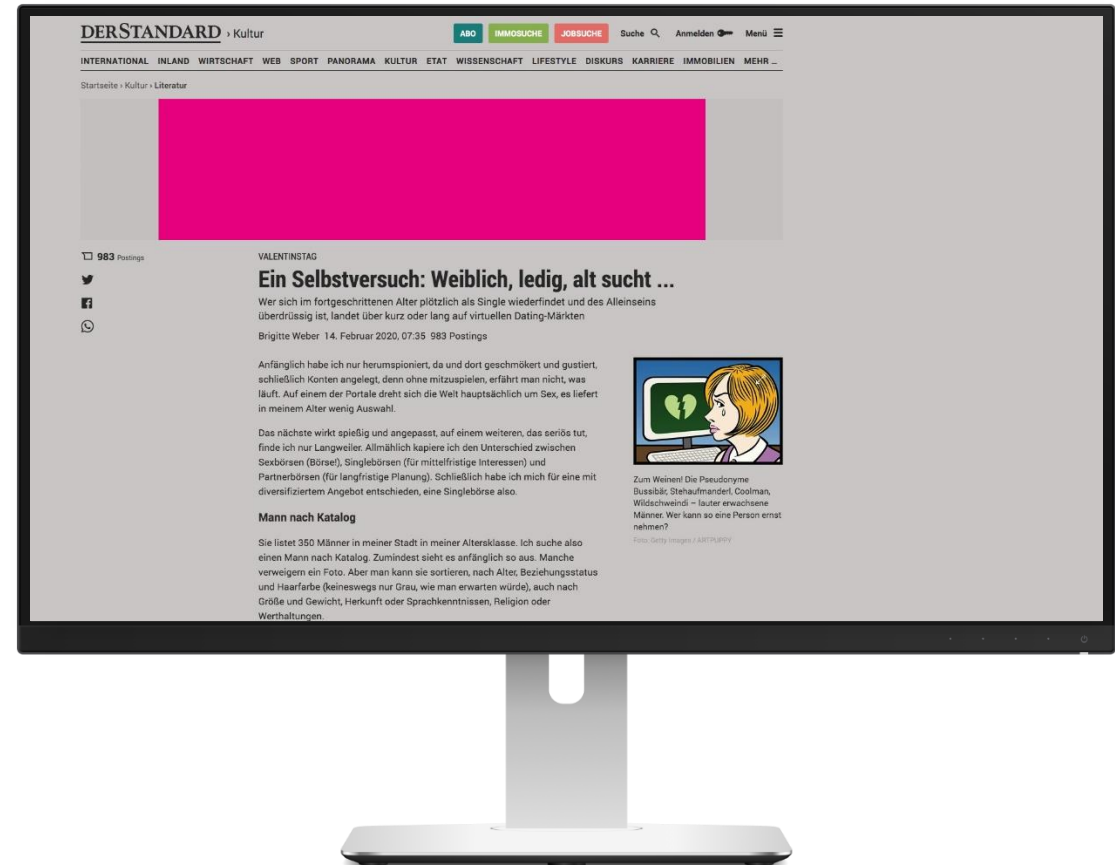 DERSTANDARD › Kultur
ABO
IMMOSUCHE
JOBSUCHE
Suche
Anmelden
Menü
INTERNATIONAL INLAND WIRTSCHAFT WEB SPORT PANORAMA KULTUR ETAT WISSENSCHAFT LIFESTYLE DISKURS KARRIERE IMMOBILIEN MEHR ...
Startseite › Kultur › Literatur
983 Postings
VALENTINSTAG
Ein Selbstversuch: Weiblich, ledig, alt sucht ...
Wer sich im fortgeschrittenen Alter plötzlich als Single wiederfindet und des Alleinseins
überdrüssig ist, landet über kurz oder lang auf virtuellen Dating-Märkten
Brigitte Weber 14. Februar 2020, 07:35 983 Postings
Anfänglich habe ich nur herumspioniert, da und dort geschmökert und gustiert,
schließlich Konten angelegt, denn ohne mitzuspielen, erfährt man nicht, was
läuft. Auf einem der Portale dreht sich die Welt hauptsächlich um Sex, es liefert
in meinem Alter wenig Auswahl.
Das nächste wirkt spießig und angepasst, auf einem weiteren, das seriös tut,
finde ich nur Langweiler. Allmählich kapiere ich den Unterschied zwischen
Sexbörsen (Börse!), Singlebörsen (für mittelfristige Interessen) und
Partnerbörsen (für langfristige Planung). Schließlich habe ich mich für eine mit
diversifiziertem Angebot entschieden, eine Singlebörse also.
Mann nach Katalog
Sie listet 350 Männer in meiner Stadt in meiner Altersklasse. Ich suche also
einen Mann nach Katalog. Zumindest sieht es anfänglich so aus. Manche
verweigern ein Foto. Aber man kann sie sortieren, nach Alter, Beziehungsstatus
und Haarfarbe (keineswegs nur Grau, wie man erwarten würde), auch nach
Größe und Gewicht, Herkunft oder Sprachkenntnissen, Religion oder
Werthaltungen.
Zum Weinen! Die Pseudonyme
Bussibär, Stehaufmanderl, Coolman,
Wildschweindi – lauter erwachsene
Männer. Wer kann so eine Person ernst
nehmen?
Foto: Getty Images / ARTPUPPY